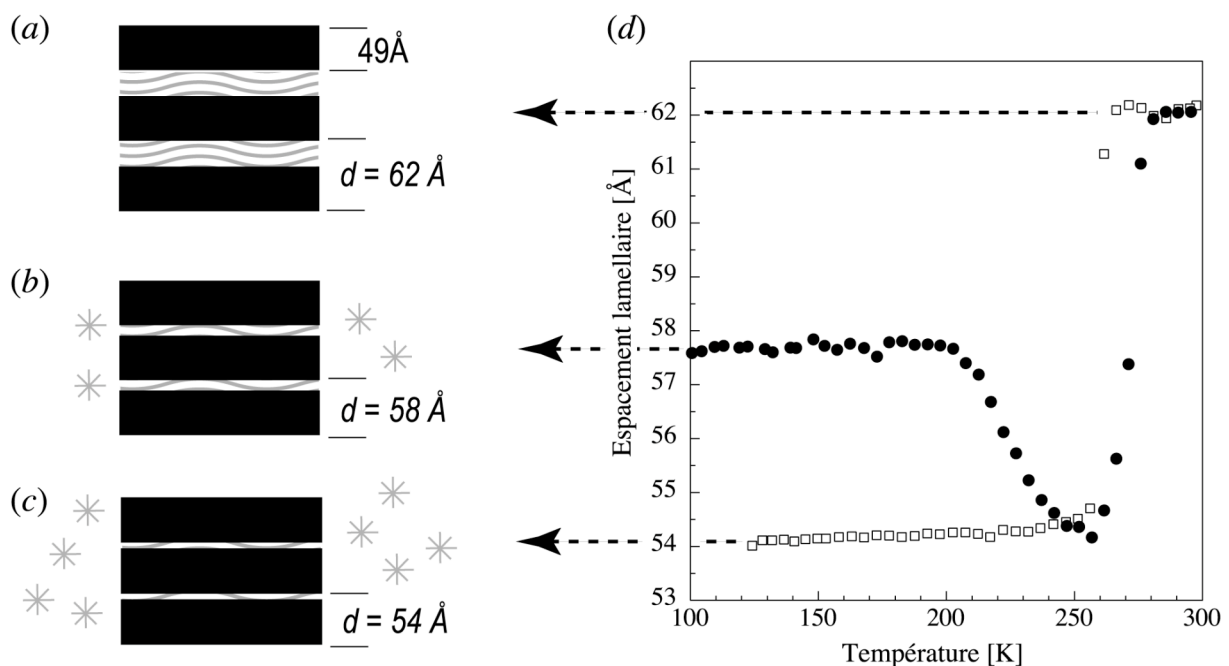 (a)
49Å
d = 62 Å
(b)
d = 58 Å
(c)
d = 54 Å
(d)
Espacement lamellaire [Å]
62
61
60
59
58
57
56
55
54
53
100
150
200
250
300
Température [K]